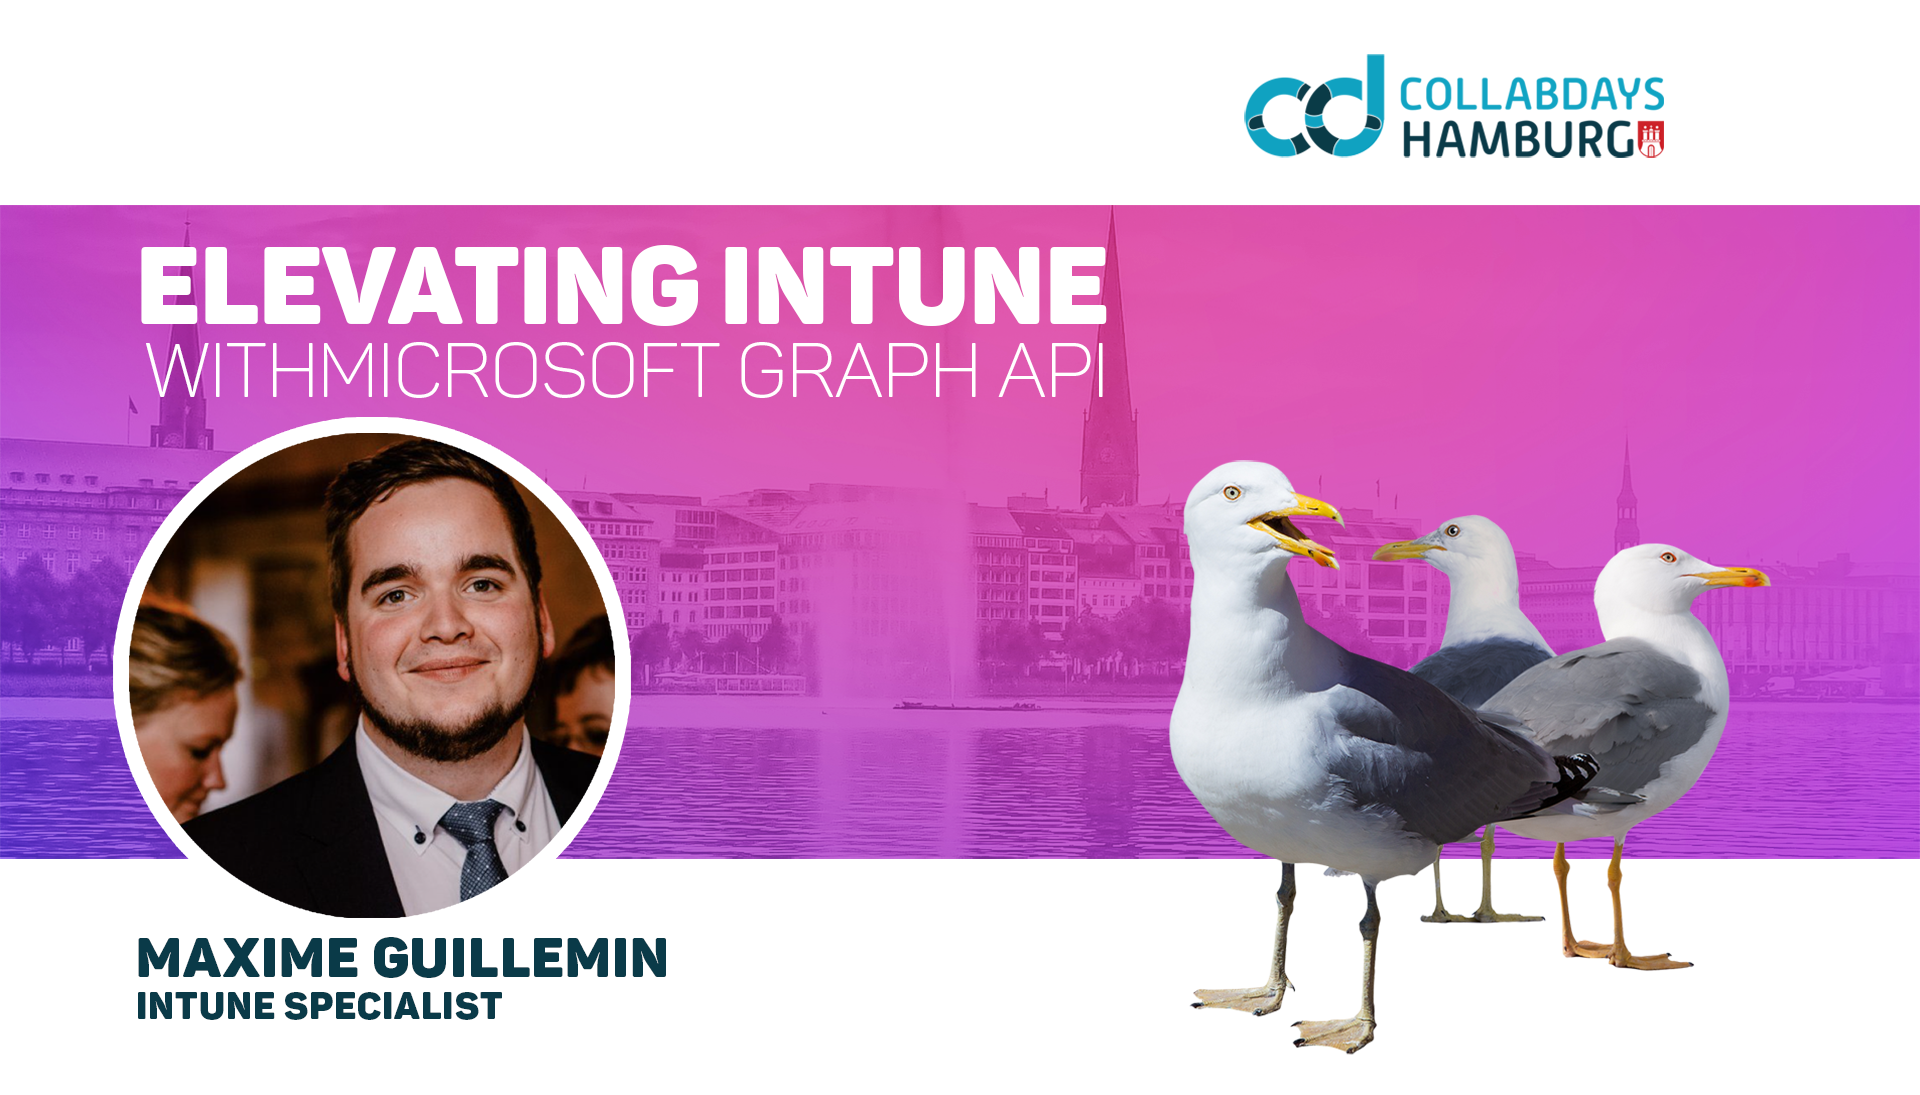 COLLABDAYS
HAMBURG
ELEVATING INTUNE
WITHMICROSOFT GRAPH API
MAXIME GUILLEMIN
INTUNE SPECIALIST